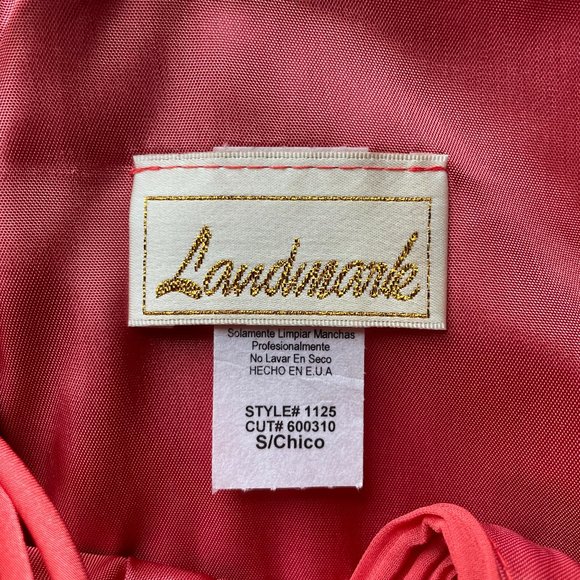 Landmark
Solamente Limpiar Manchas
Profesionalmente
No Lavar En Seco
HECHO EN E.U.A
STYLE# 1125
CUT# 600310
S/Chico